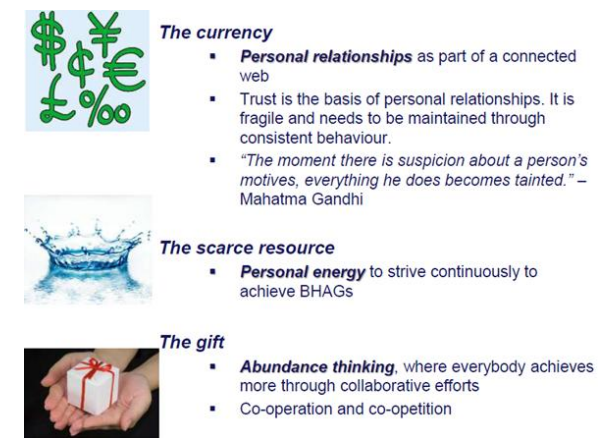 The currency
▪ Personal relationships as part of a connected
web
▪ Trust is the basis of personal relationships. It is
fragile and needs to be maintained through
consistent behaviour.
▪ “The moment there is suspicion about a person’s
motives, everything he does becomes tainted.” –
Mahatma Gandhi
The scarce resource
▪ Personal energy to strive continuously to
achieve BHAGs
The gift
▪ Abundance thinking, where everybody achieves
more through collaborative efforts
▪ Co-operation and co-opetition
$ ¥
¢ €
£ ‰